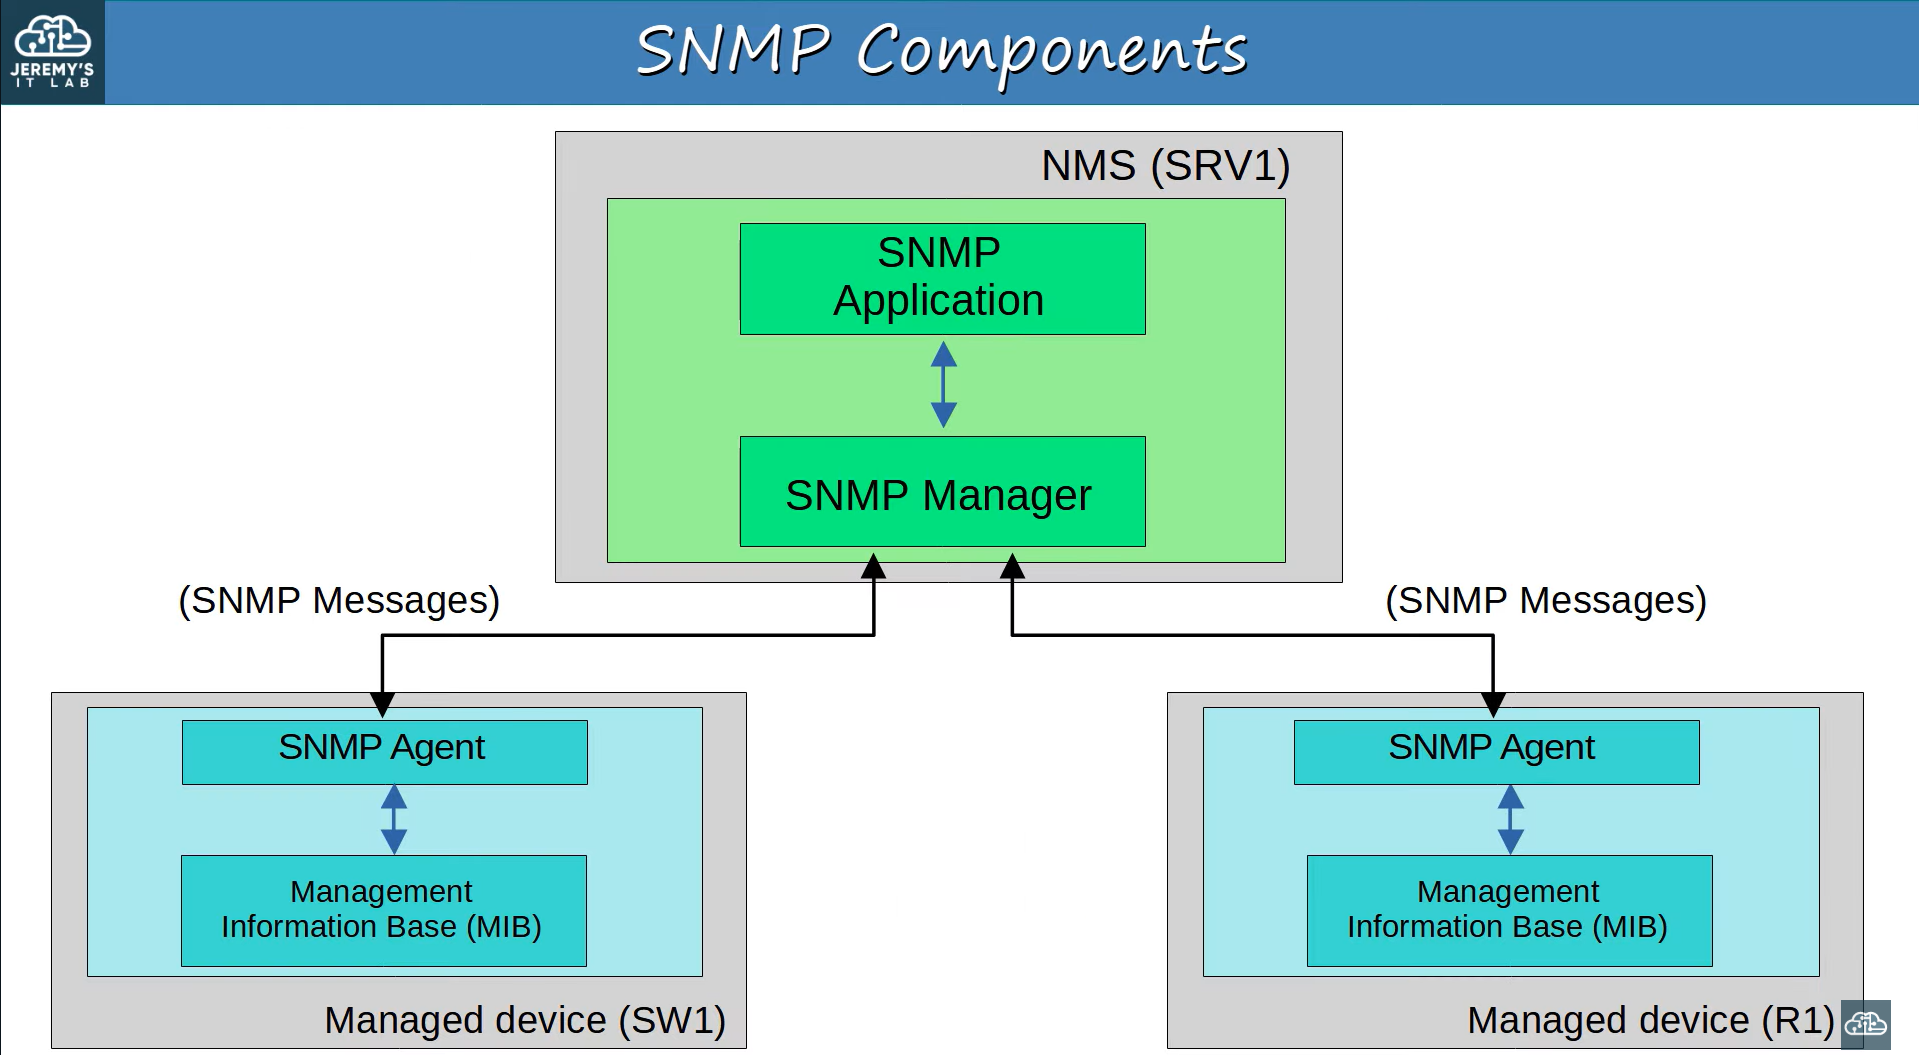 JEREMY'S
IT LAB
SNMP Components
NMS (SRV1)
SNMP
Application
SNMP Manager
(SNMP Messages)
(SNMP Messages)
SNMP Agent
Management
Information Base (MIB)
Managed device (SW1)
SNMP Agent
Management
Information Base (MIB)
Managed device (R1)